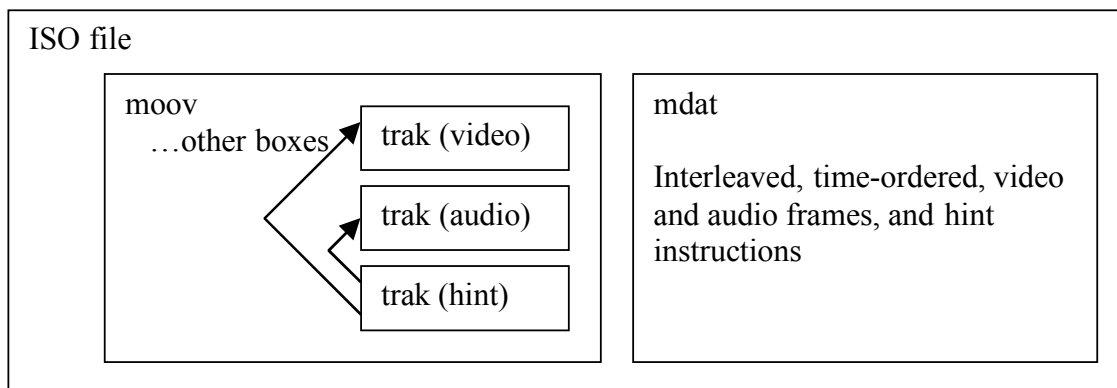 ISO file
moov
…other boxes
trak (video)
trak (audio)
trak (hint)
mdat
Interleaved, time-ordered, video
and audio frames, and hint
instructions